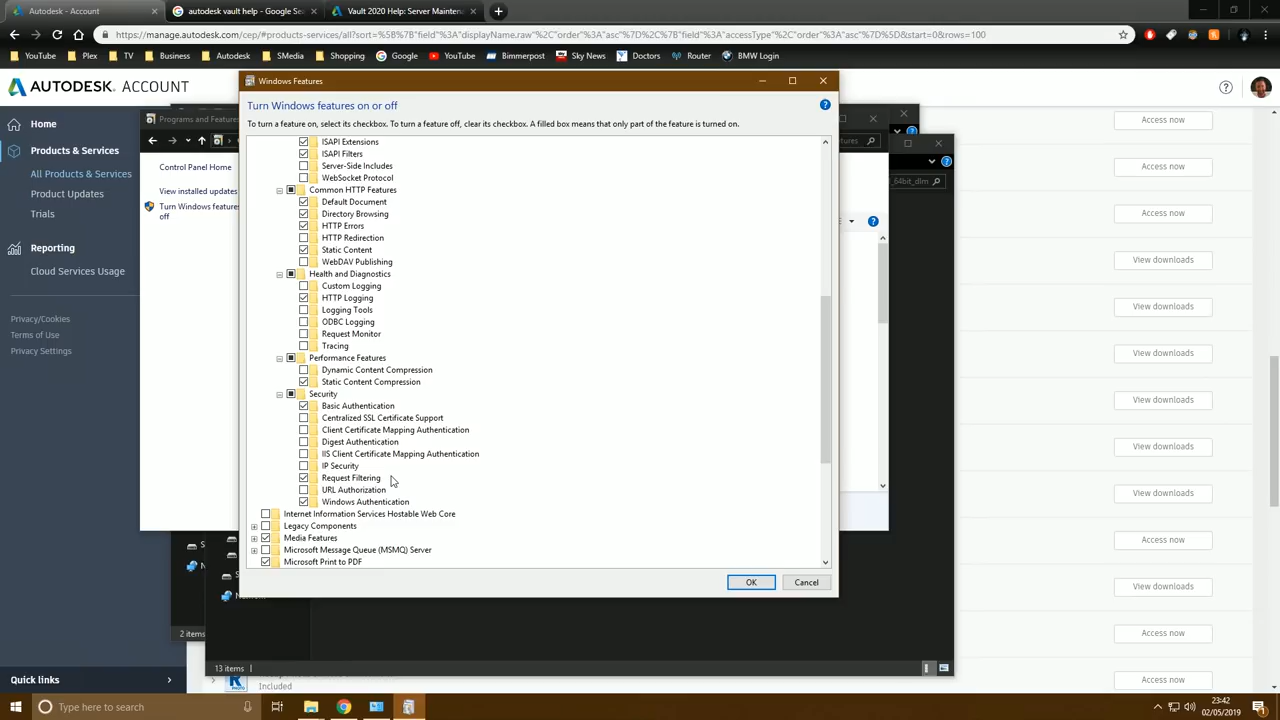 Autodesk - Account
autodesk vault help - Google Sea
Vault 2020 Help: Server Mainten
https://manage.autodesk.com/cep/#products-services/all?sort=%5B%7B"field"%3A"displayName.raw"%2C"order"%3A"asc"%7D%2C%7B"field"%3A"accessType"%2C"order"%3A"asc"%7D%5D&start=0&rows=100
YouTube Plex TV Business Autodesk SMedia Shopping Google YouTube Bimmerpost Sky News Doctors Router BMW Login
AUTODESK ACCOUNT
Home
Products & Services
All Products & Services
Product Updates
Trials
Reporting
Cloud Services Usage
Privacy/Cookies
Terms of Use
Privacy Settings
Quick links
Programs and Features
Control Panel Home
View installed updates
Turn Windows features
off
2 items
Windows Features
Turn Windows features on or off
To turn a feature on, select its checkbox. To turn a feature off, clear its checkbox. A filled box means that only part of the feature is turned on.
ISAPI Extensions
ISAPI Filters
Server-Side Includes
WebSocket Protocol
Common HTTP Features
Default Document
Directory Browsing
HTTP Errors
HTTP Redirection
Static Content
WebDAV Publishing
Health and Diagnostics
Custom Logging
HTTP Logging
Logging Tools
ODBC Logging
Request Monitor
Tracing
Performance Features
Dynamic Content Compression
Static Content Compression
Security
Basic Authentication
Centralized SSL Certificate Support
Client Certificate Mapping Authentication
Digest Authentication
IIS Client Certificate Mapping Authentication
IP Security
Request Filtering
URL Authorization
Windows Authentication
Internet Information Services Hostable Web Core
Legacy Components
Media Features
Microsoft Message Queue (MSMQ) Server
Microsoft Print to PDF
OK Cancel
tures
_64bit_dlm
13 items
Included
Access now
Access now
Access now
View downloads
View downloads
View downloads
View downloads
View downloads
Access now
Access now
View downloads
Access now
Access now
Type here to search
23:42
02/05/2019